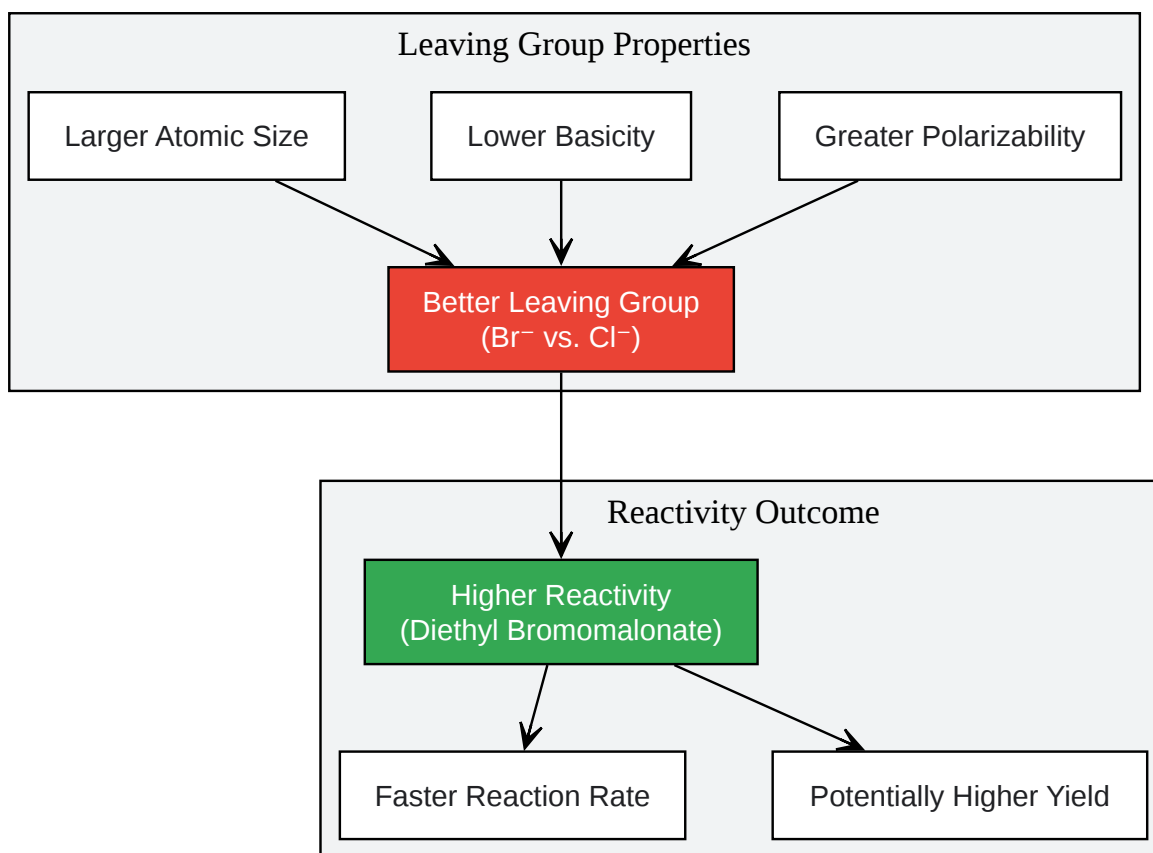 Leaving Group Properties
Larger Atomic Size
Lower Basicity
Greater Polarizability
Better Leaving Group
(Br⁻ vs. Cl⁻)
Reactivity Outcome
Higher Reactivity
(Diethyl Bromomalonate)
Faster Reaction Rate
Potentially Higher Yield